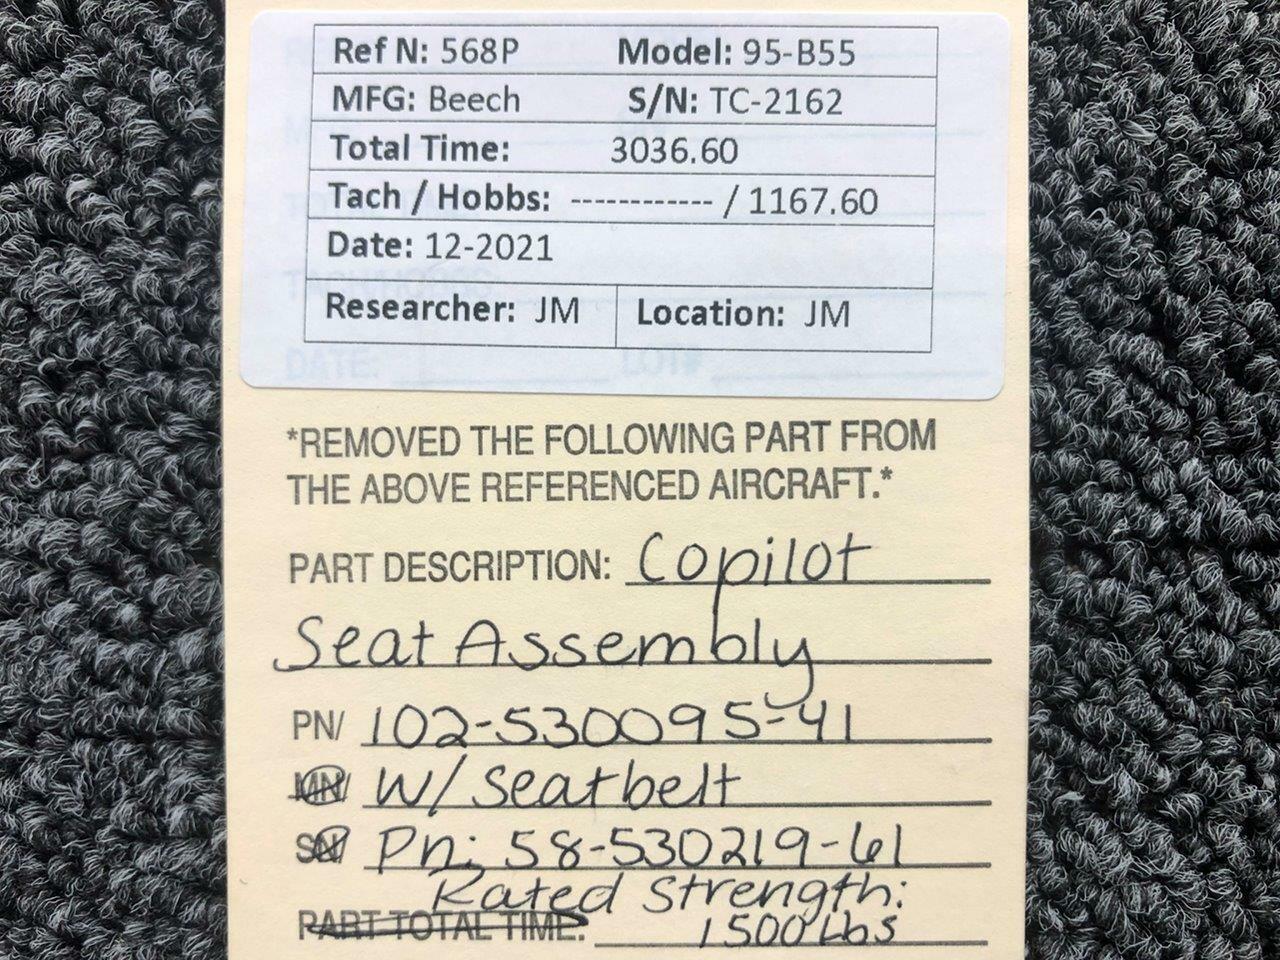 Ref N: 568P Model: 95-B55
MFG: Beech S/N: TC-2162
Total Time: 3036.60
Tach / Hobbs: ------------ / 1167.60
Date: 12-2021
Researcher: JM Location: JM
DATE: LOT#
*REMOVED THE FOLLOWING PART FROM
THE ABOVE REFERENCED AIRCRAFT.*
PART DESCRIPTION: Copilot
Seat Assembly
PN/ 102-530095-41
MN/ W/ Seatbelt
SN/ Pn: 58-530219-61
Rated Strength:
PART TOTAL TIME: 1500 Lbs